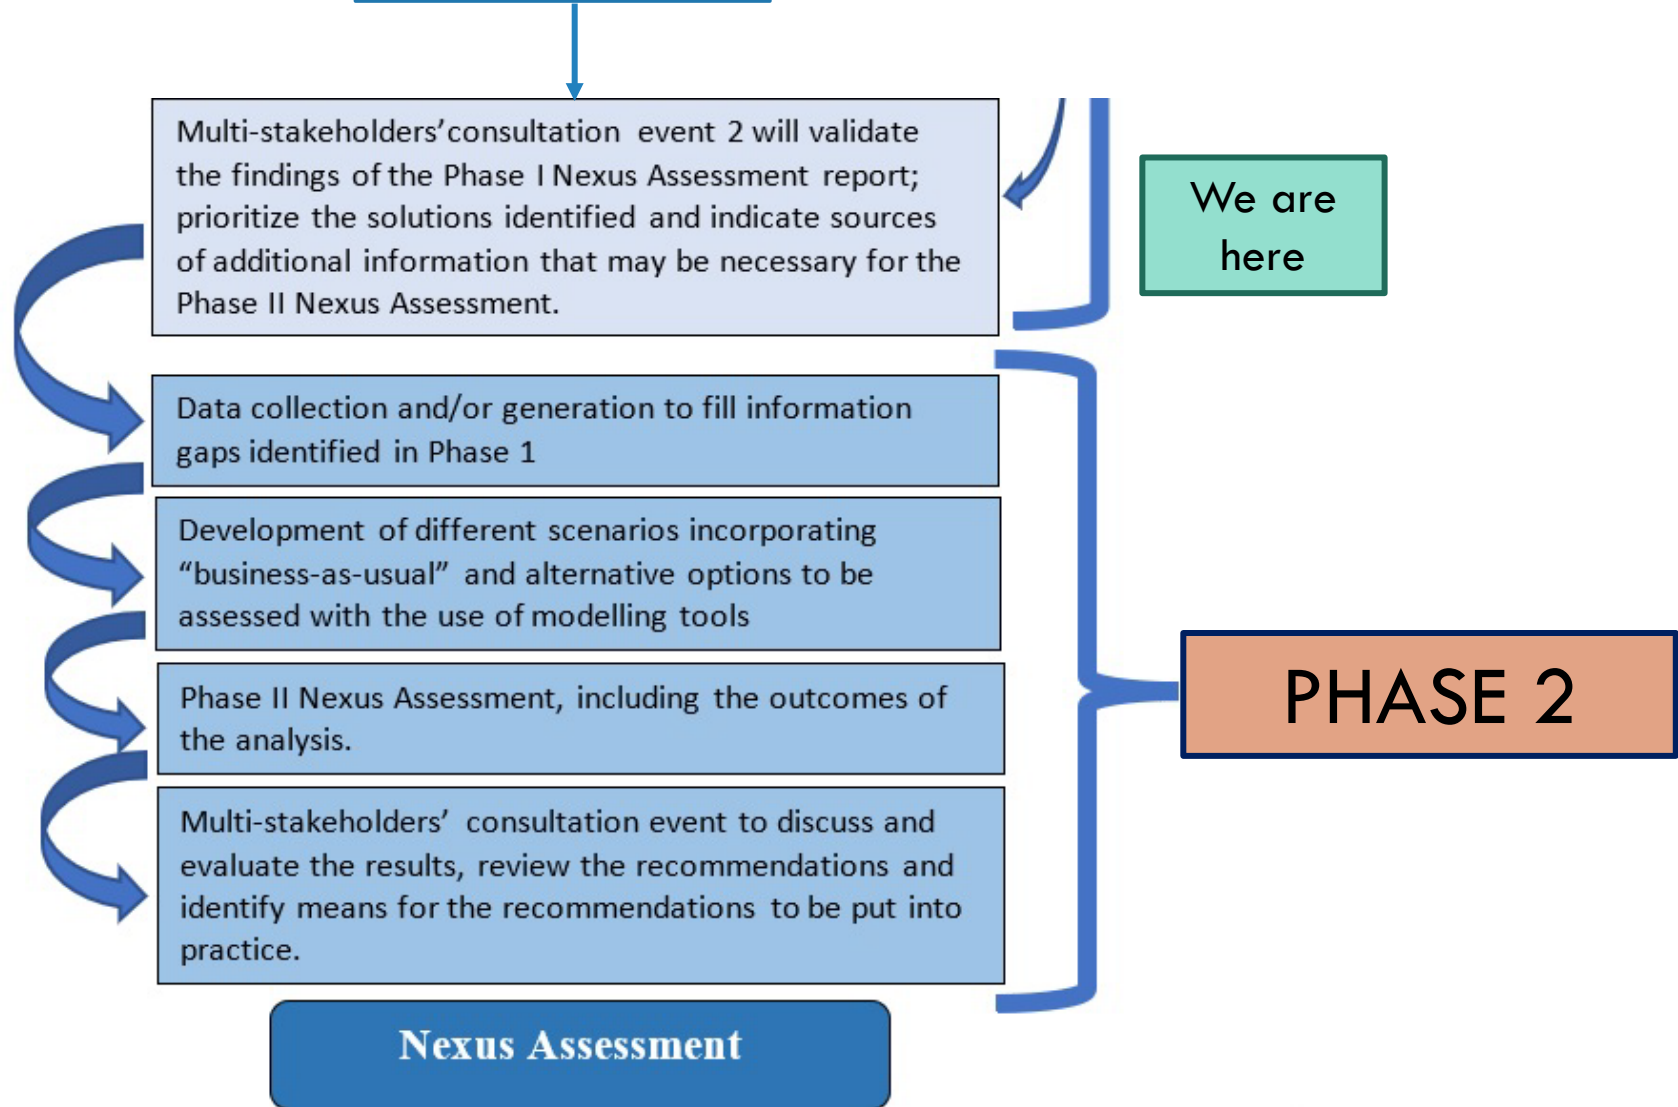 Multi-stakeholders’ consultation event 2 will validate
the findings of the Phase I Nexus Assessment report;
prioritize the solutions identified and indicate sources
of additional information that may be necessary for the
Phase II Nexus Assessment.
We are
here
Data collection and/or generation to fill information
gaps identified in Phase 1
Development of different scenarios incorporating
“business-as-usual” and alternative options to be
assessed with the use of modelling tools
Phase II Nexus Assessment, including the outcomes of
the analysis.
PHASE 2
Multi-stakeholders’ consultation event to discuss and
evaluate the results, review the recommendations and
identify means for the recommendations to be put into
practice.
Nexus Assessment